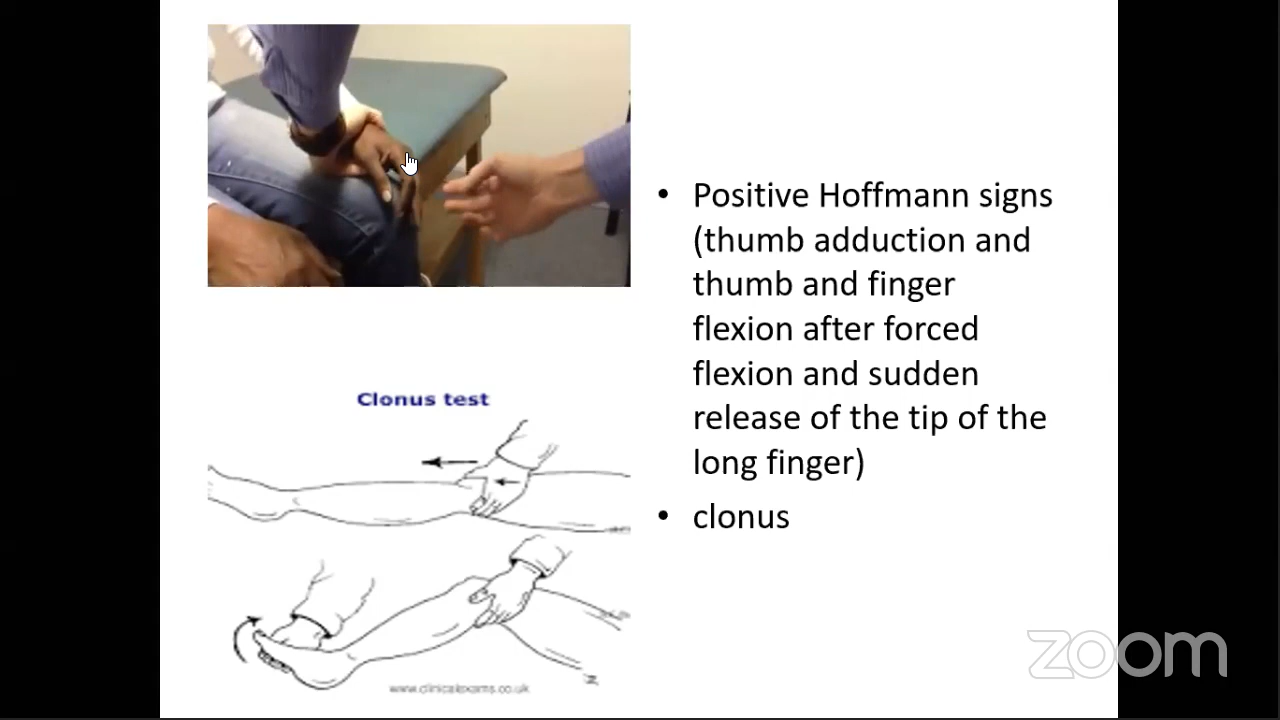 • Positive Hoffmann signs
(thumb adduction and
thumb and finger
flexion after forced
flexion and sudden
release of the tip of the
long finger)
• clonus
Clonus test
www.clinicalexams.co.uk
zoom